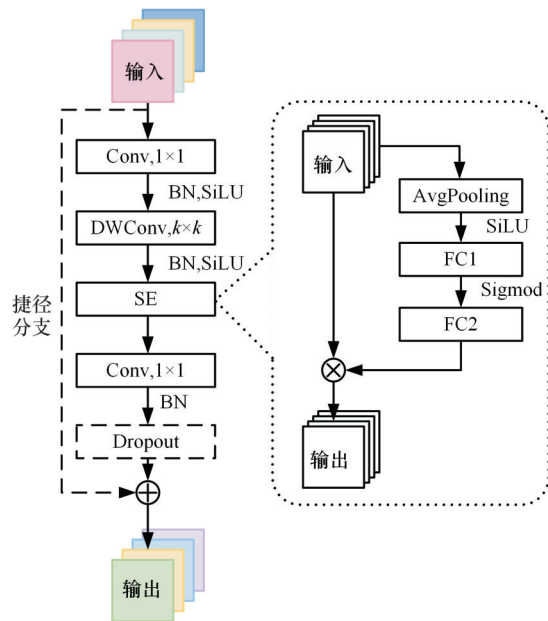 输入
Conv,1×1
BN,SiLU
DWConv,k×k
BN,SiLU
SE
捷径
分支
Conv,1×1
BN
Dropout
输出
输入
AvgPooling
SiLU
FC1
Sigmod
FC2
输出